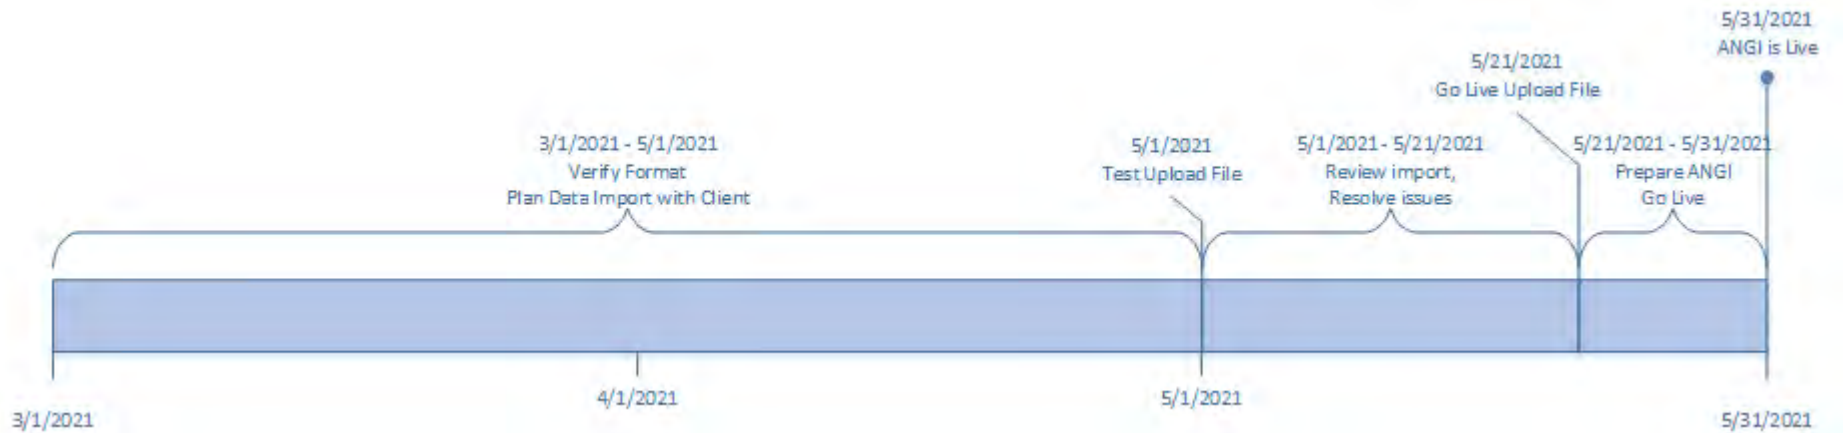 5/31/2021
ANGI is Live
5/21/2021
Go Live Upload File
3/1/2021 - 5/1/2021
Verify Format
Plan Data Import with Client
5/1/2021
Test Upload File
5/1/2021 - 5/21/2021
Review import,
Resolve issues
5/21/2021 - 5/31/2021
Prepare ANGI
Go Live
3/1/2021
4/1/2021
5/1/2021
5/31/2021